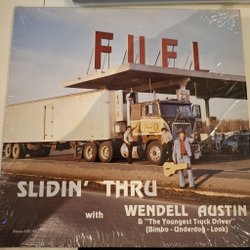 FUEL
SLIDIN' THRU
with WENDELL AUSTIN
& "The Youngest Truck Driver"
(Bimbo - Underdog - Look)